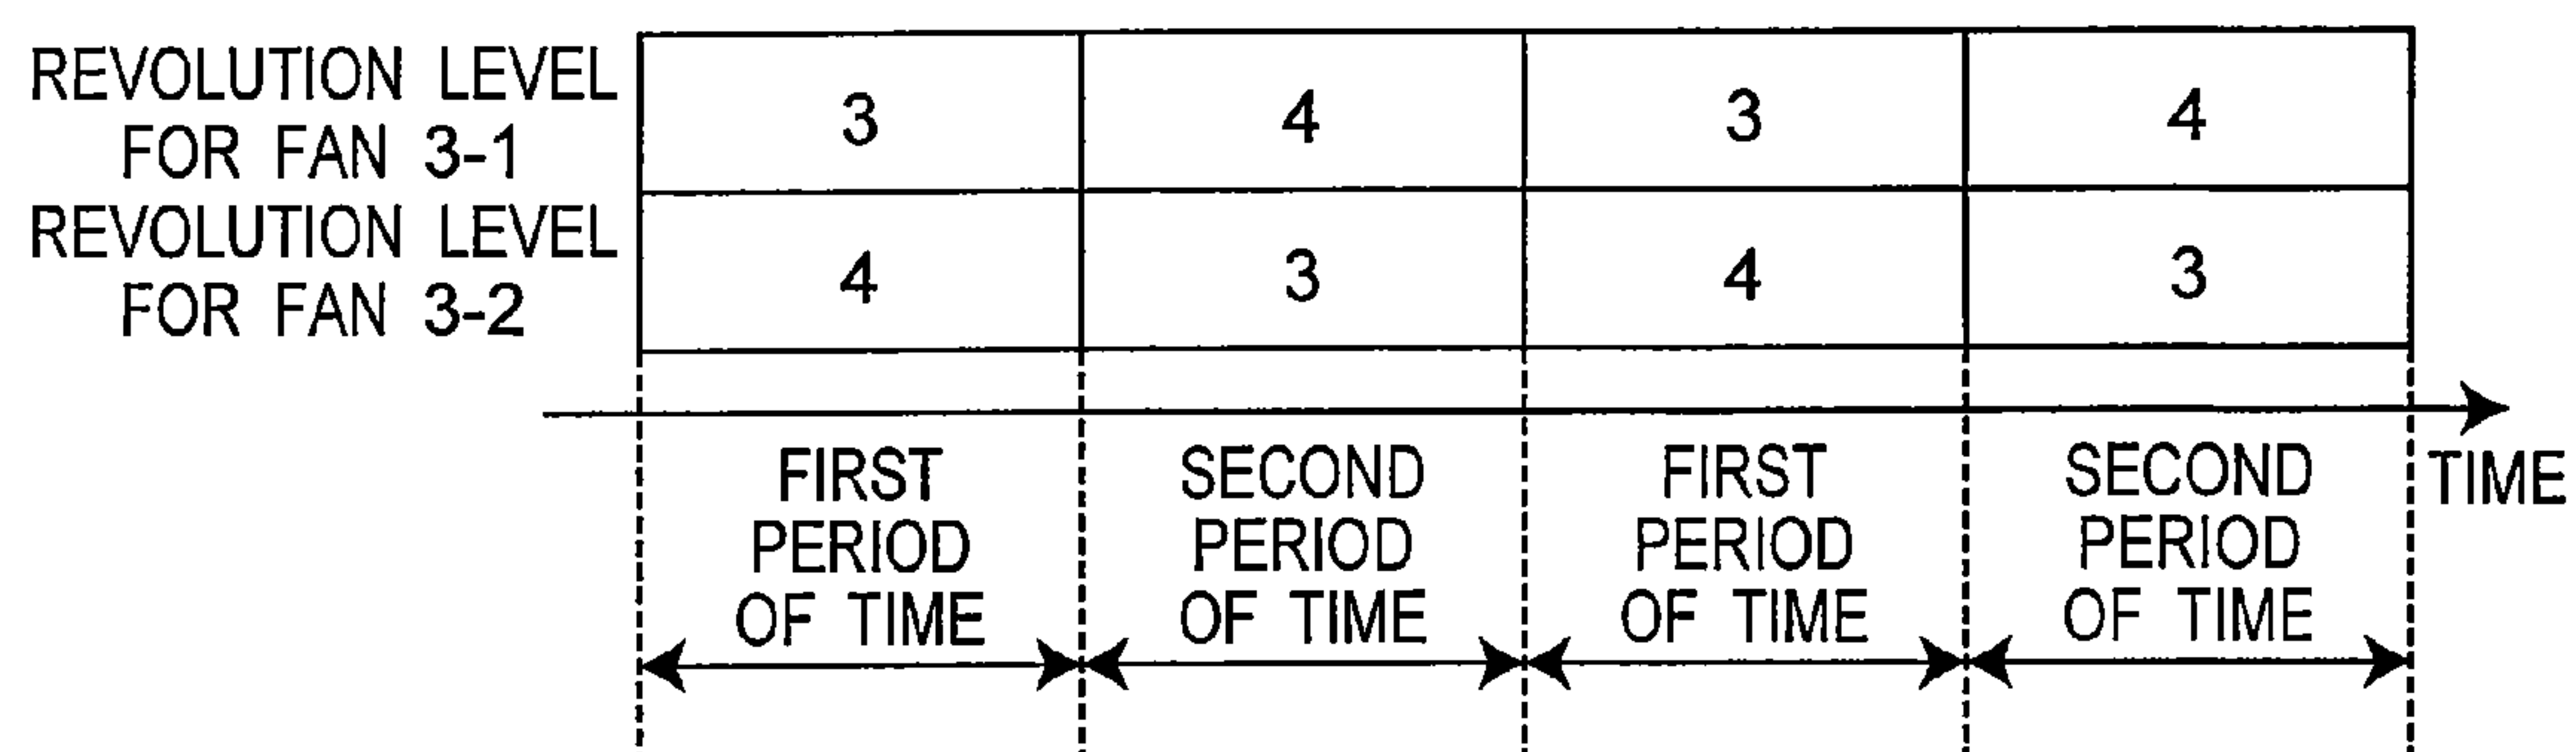 REVOLUTION LEVEL
FOR FAN 3-1
3 4 3 4
REVOLUTION LEVEL
FOR FAN 3-2
4 3 4 3
FIRST
PERIOD
OF TIME
SECOND
PERIOD
OF TIME
FIRST
PERIOD
OF TIME
SECOND
PERIOD
OF TIME
TIME